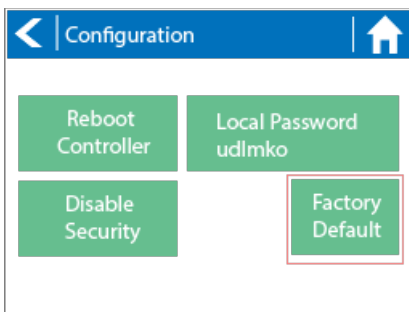 Configuration
Reboot
Controller
Local Password
udlmko
Disable
Security
Factory
Default